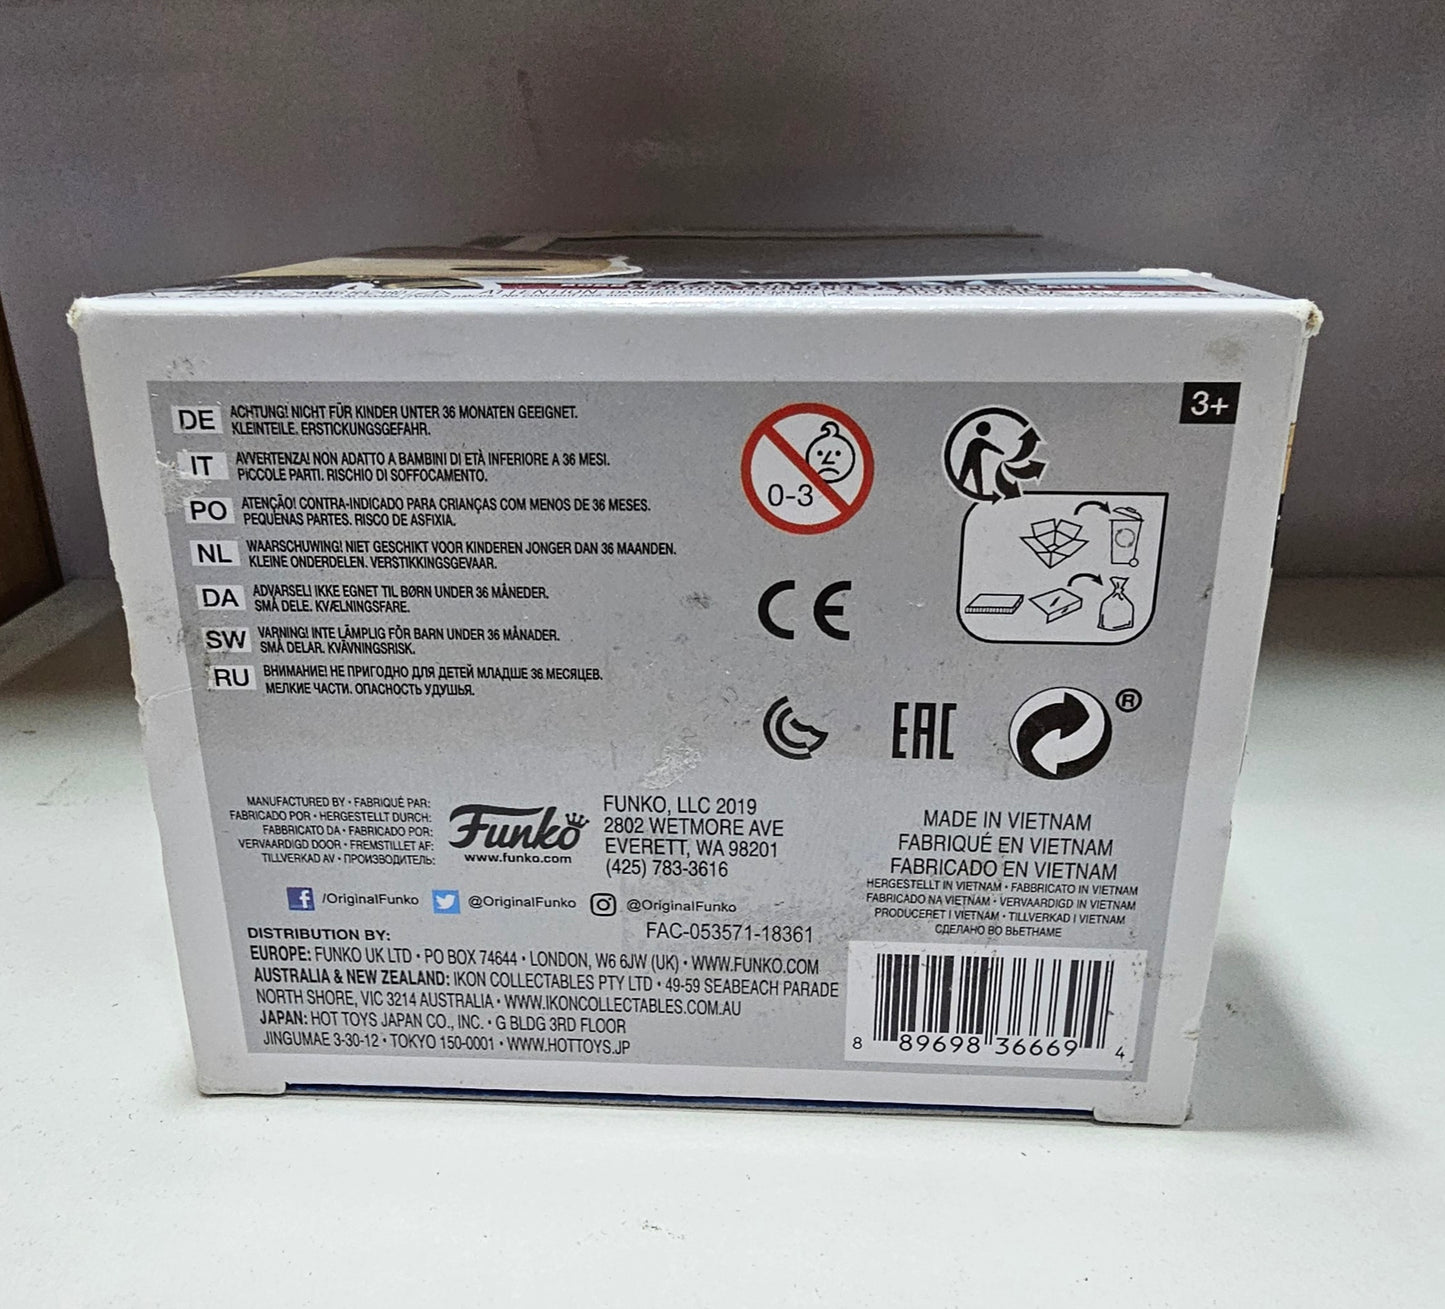 3+
DE ACHTUNG! NICHT FÜR KINDER UNTER 36 MONATEN GEEIGNET.
KLEINTEILE. ERSTICKUNGSGEFAHR.
IT AVVERTENZA! NON ADATTO A BAMBINI DI ETÀ INFERIORE A 36 MESI.
PICCOLE PARTI. RISCHIO DI SOFFOCAMENTO.
PO ATENÇÃO! CONTRA-INDICADO PARA CRIANÇAS COM MENOS DE 36 MESES.
PEQUENAS PARTES. RISCO DE ASFIXIA.
NL WAARSCHUWING! NIET GESCHIKT VOOR KINDEREN JONGER DAN 36 MAANDEN.
KLEINE ONDERDELEN. VERSTIKKINGSGEVAAR.
DA ADVARSEL! IKKE EGNET TIL BØRN UNDER 36 MÅNEDER.
SMÅ DELE. KVÆLNINGSFARE.
SW VARNING! INTE LÄMPLIG FÖR BARN UNDER 36 MÅNADER.
SMÅ DELAR. KVÄVNINGSRISK.
RU ВНИМАНИЕ! НЕ ПРИГОДНО ДЛЯ ДЕТЕЙ МЛАДШЕ 36 МЕСЯЦЕВ.
МЕЛКИЕ ЧАСТИ. ОПАСНОСТЬ УДУШЬЯ.
0-3
CE
EAC
®
MANUFACTURED BY • FABRIQUÉ PAR:
FABRICADO POR • HERGESTELLT DURCH:
FABBRICATO DA • FABRICADO POR:
VERVAARDIGD DOOR • FREMSTILLET AF:
TILLVERKAD AV • ПРОИЗВОДИТЕЛЬ:
Funko
www.funko.com
FUNKO, LLC 2019
2802 WETMORE AVE
EVERETT, WA 98201
(425) 783-3616
/OriginalFunko @OriginalFunko @OriginalFunko
FAC-053571-18361
DISTRIBUTION BY:
EUROPE: FUNKO UK LTD • PO BOX 74644 • LONDON, W6 6JW (UK) • WWW.FUNKO.COM
AUSTRALIA & NEW ZEALAND: IKON COLLECTABLES PTY LTD • 49-59 SEABEACH PARADE
NORTH SHORE, VIC 3214 AUSTRALIA • WWW.IKONCOLLECTABLES.COM.AU
JAPAN: HOT TOYS JAPAN CO., INC. • G BLDG 3RD FLOOR
JINGUMAE 3-30-12 • TOKYO 150-0001 • WWW.HOTTOYS.JP
MADE IN VIETNAM
FABRIQUÉ EN VIETNAM
FABRICADO EN VIETNAM
HERGESTELLT IN VIETNAM • FABBRICATO IN VIETNAM
FABRICADO NA VIETNAM • VERVAARDIGD IN VIETNAM
PRODUCERET I VIETNAM • TILLVERKAD I VIETNAM
СДЕЛАНО ВО ВЬЕТНАМЕ
8 89698 36669 4